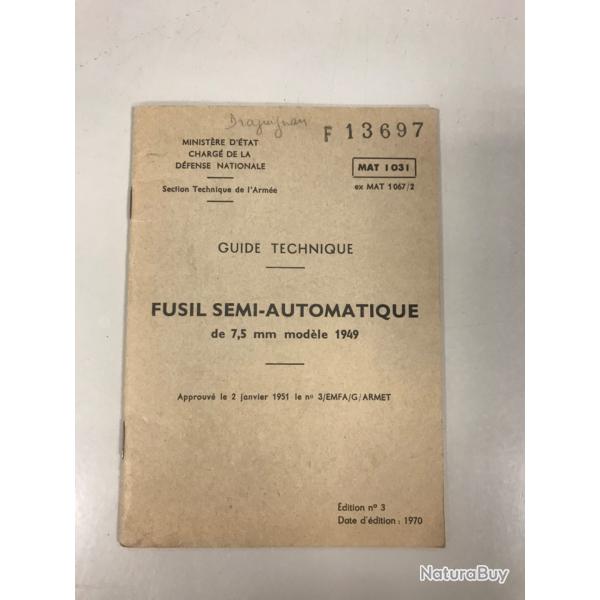 Draguignan
F 13697
MINISTÈRE D'ÉTAT
CHARGÉ DE LA
DÉFENSE NATIONALE
MAT 1031
Section Technique de l'Armée
ex MAT 1067/2
GUIDE TECHNIQUE
FUSIL SEMI-AUTOMATIQUE
de 7,5 mm modèle 1949
Approuvé le 2 janvier 1951 le nº 3/EMFA/G/ARMET
Édition nº 3
Date d'édition : 1970
NaturaBuy